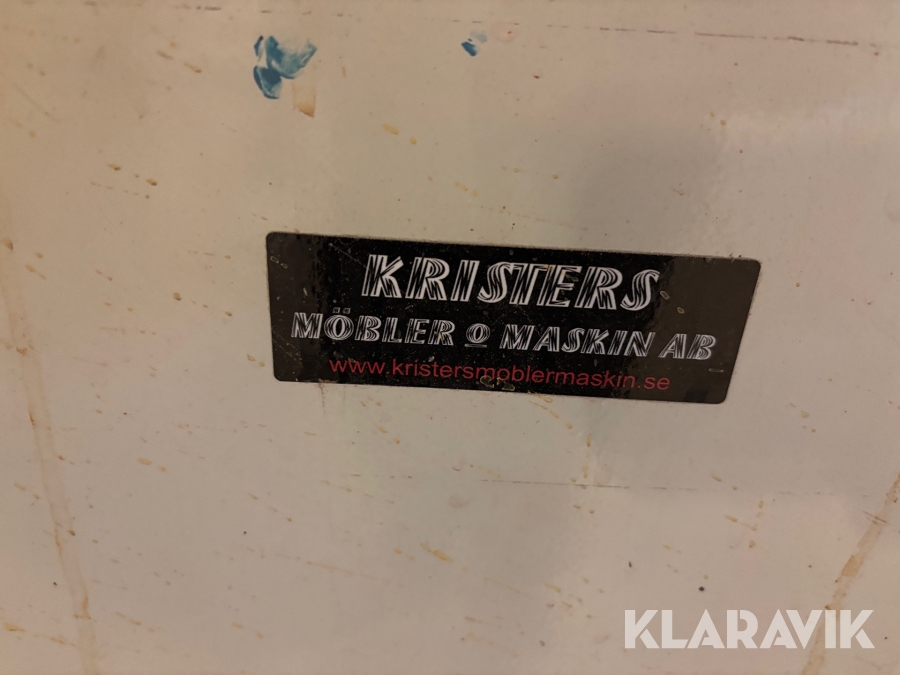 KRISTERS
MÖBLER O MASKIN AB
www.kristersmoblermaskin.se
KLARAVIK